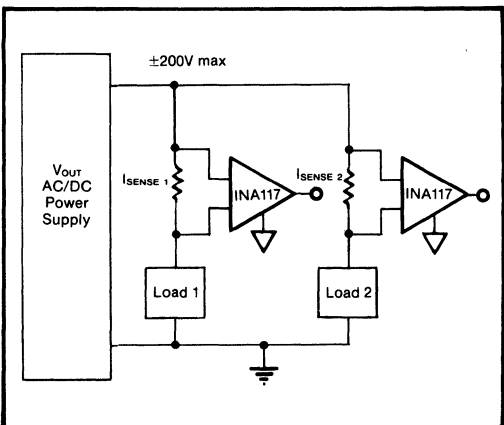 ±200V max
VOUT
AC/DC
Power
Supply
ISENSE 1
INA117
ISENSE 2
INA117
Load 1
Load 2